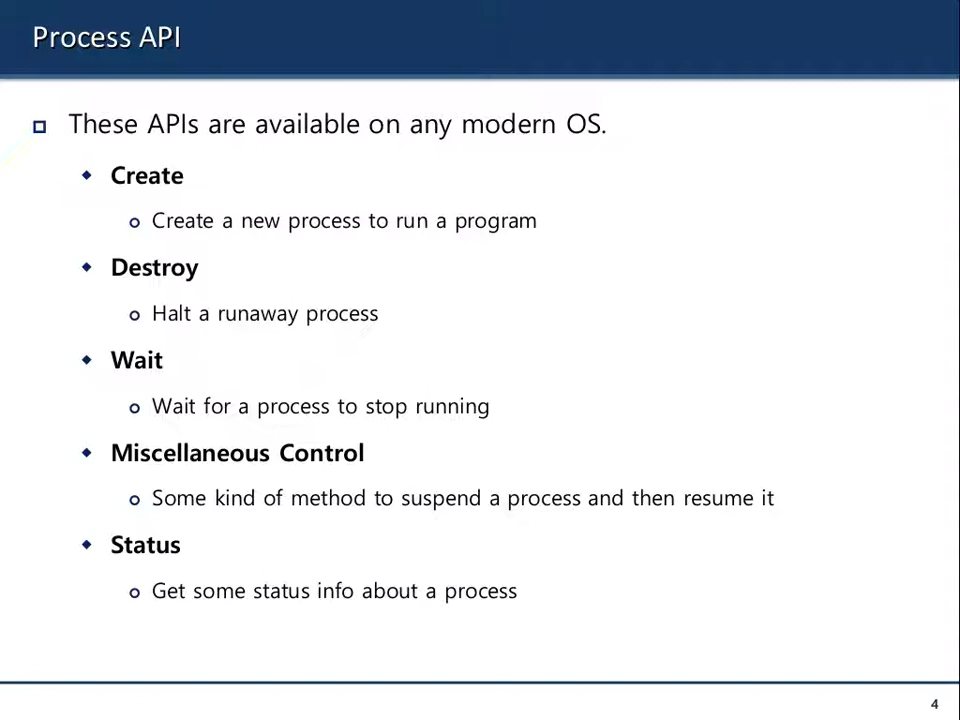 Process API
These APIs are available on any modern OS.
Create
Create a new process to run a program
Destroy
Halt a runaway process
Wait
Wait for a process to stop running
Miscellaneous Control
Some kind of method to suspend a process and then resume it
Status
Get some status info about a process
4